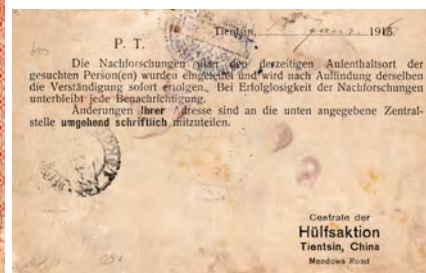 Tientsin, 1915
P. T.
Die Nachforschungen über den derzeitigen Aufenthaltsort der
gesuchten Person(en) wurden eingeleitet und wird nach Auffindung derselben
die Verständigung sofort erfolgen. Bei Erfolglosigkeit der Nachforschungen
unterbleibt jede Benachrichtigung.
Änderungen Ihrer Adresse sind an die unten angegebene Zentral-
stelle umgehend schriftlich mitzuteilen.
Centrale der
Hülfsaktion
Tientsin, China
Meadows Road